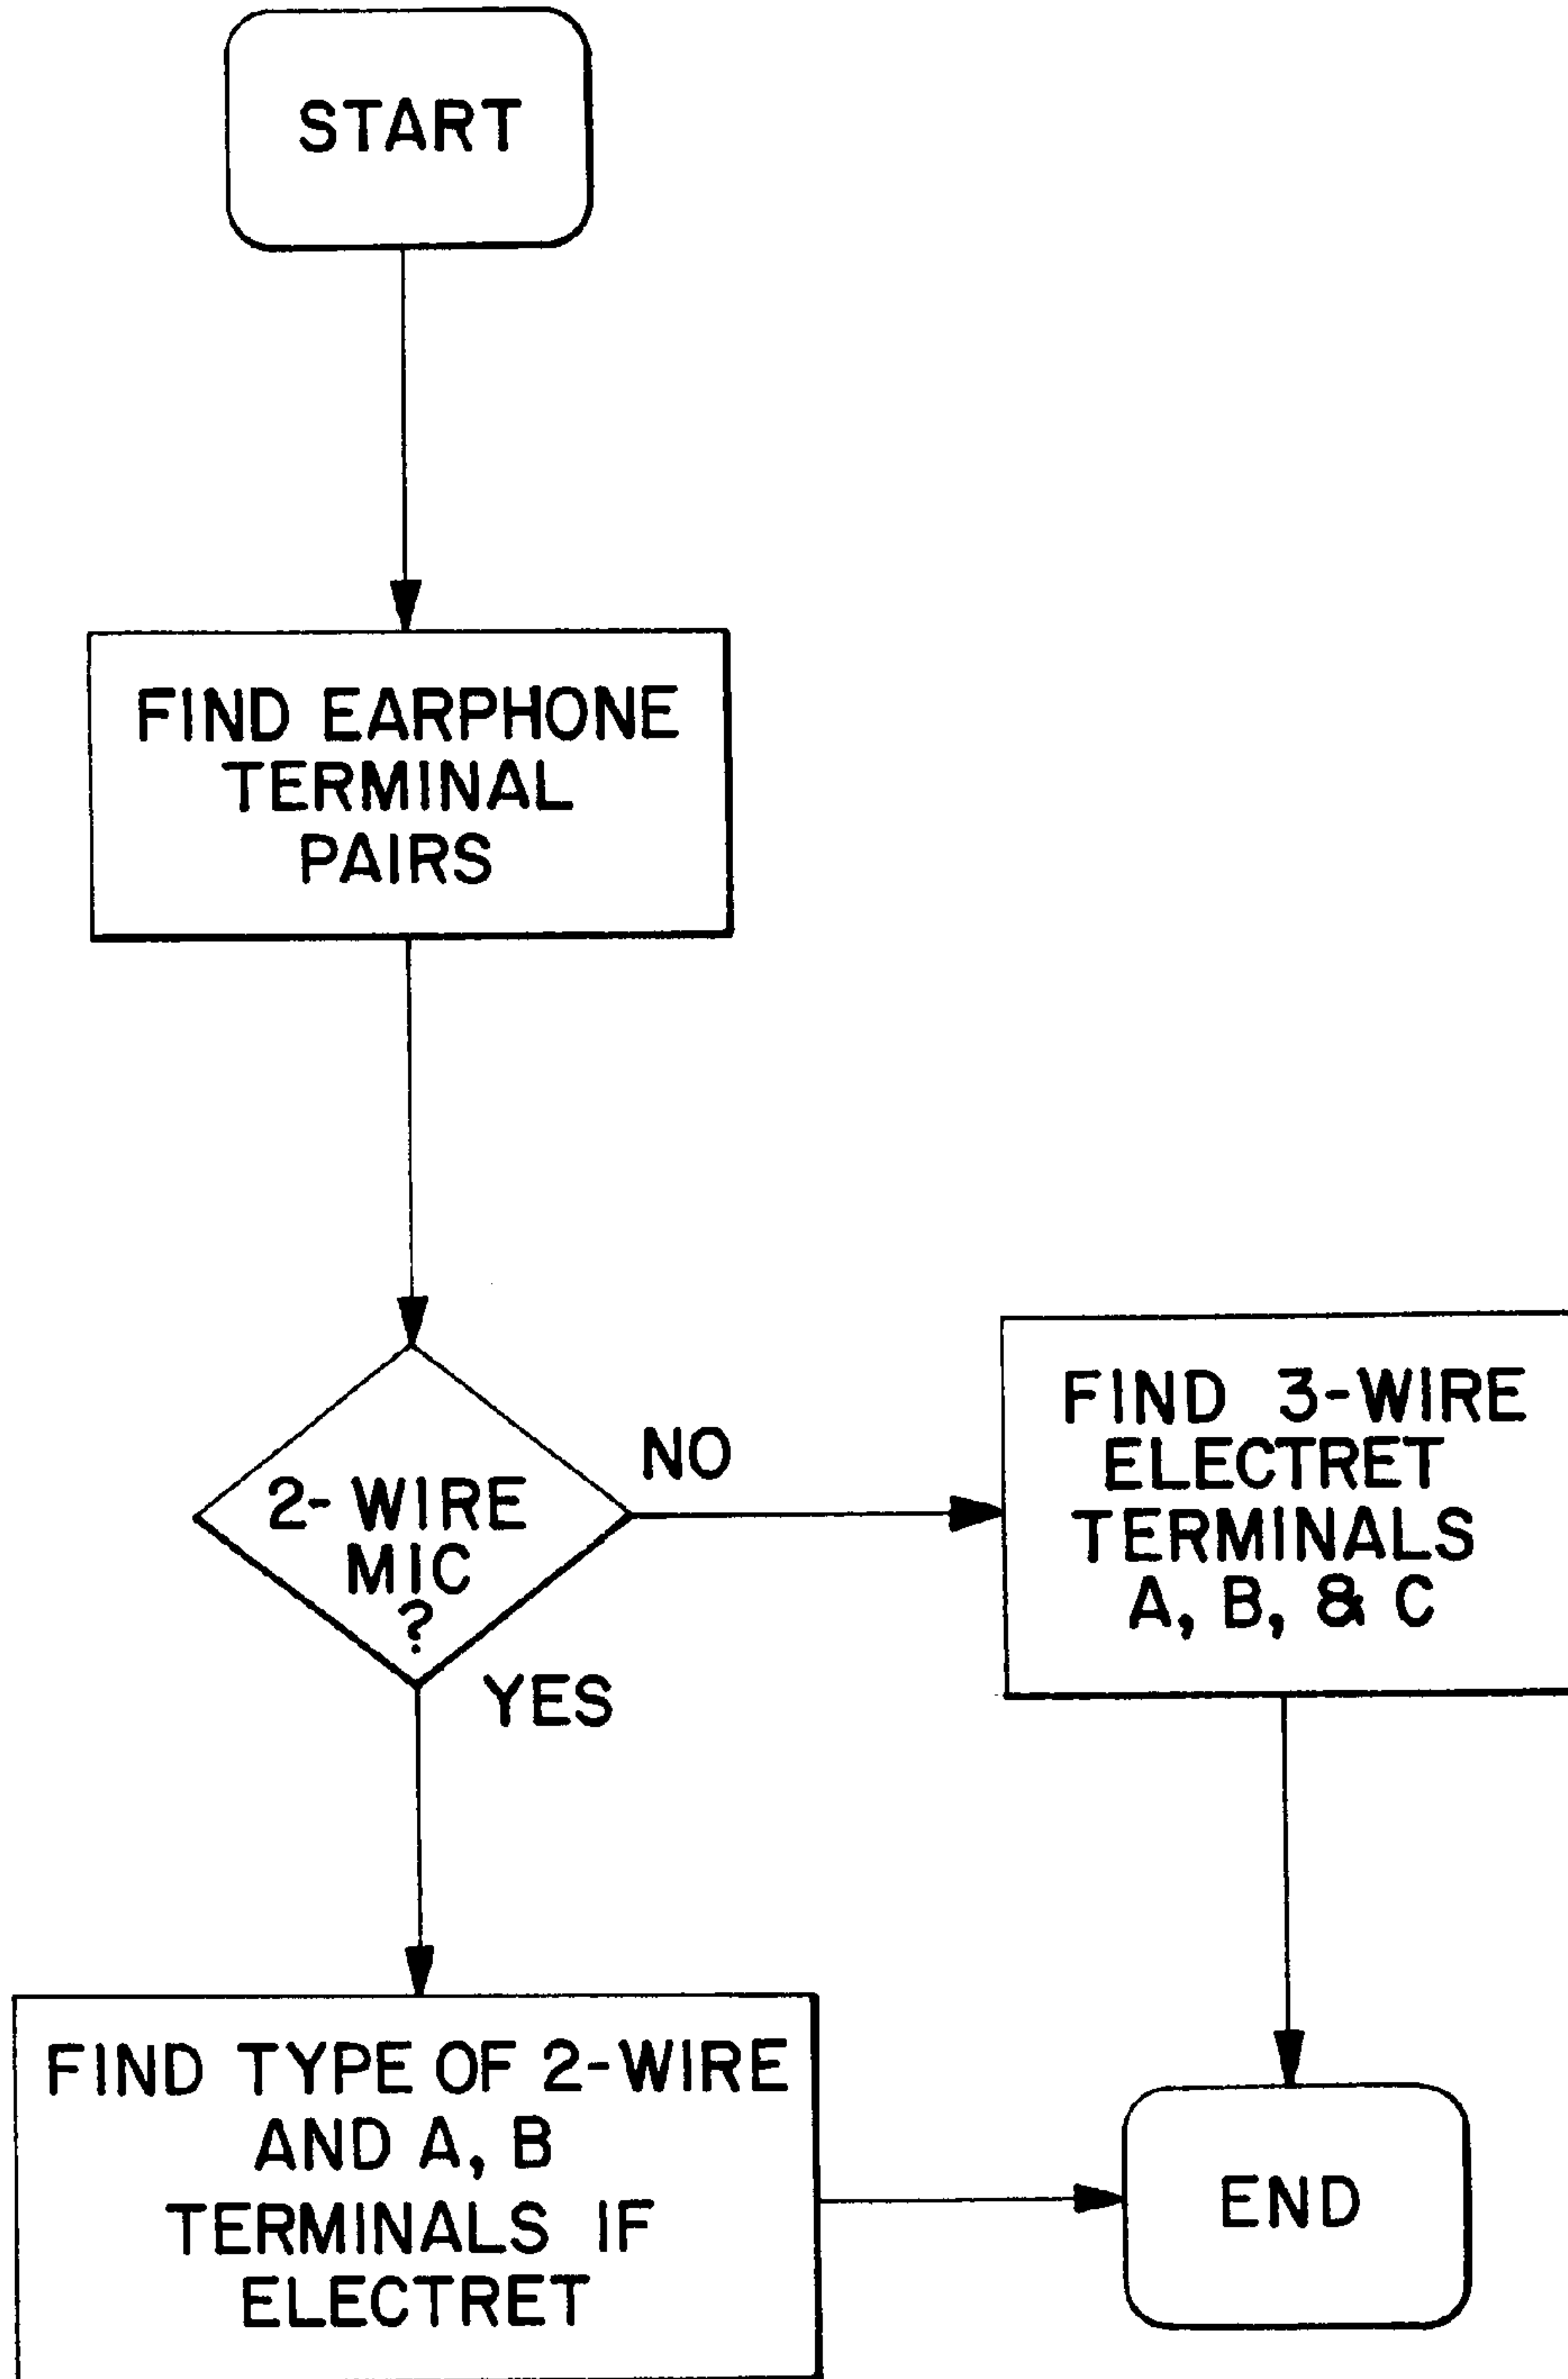 START
FIND EARPHONE
TERMINAL
PAIRS
2-WIRE
MIC
?
NO
YES
FIND 3-WIRE
ELECTRET
TERMINALS
A, B, & C
FIND TYPE OF 2-WIRE
AND A, B
TERMINALS IF
ELECTRET
END